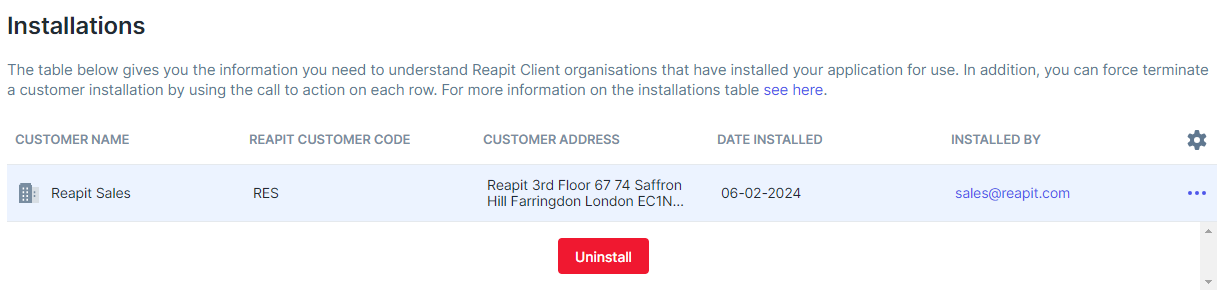 Installations
The table below gives you the information you need to understand Reapit Client organisations that have installed your application for use. In addition, you can force terminate
a customer installation by using the call to action on each row. For more information on the installations table see here.
CUSTOMER NAME REAPIT CUSTOMER CODE CUSTOMER ADDRESS DATE INSTALLED INSTALLED BY
Reapit Sales RES Reapit 3rd Floor 67 74 Saffron 06-02-2024 sales@reapit.com
Hill Farringdon London EC1N...
Uninstall